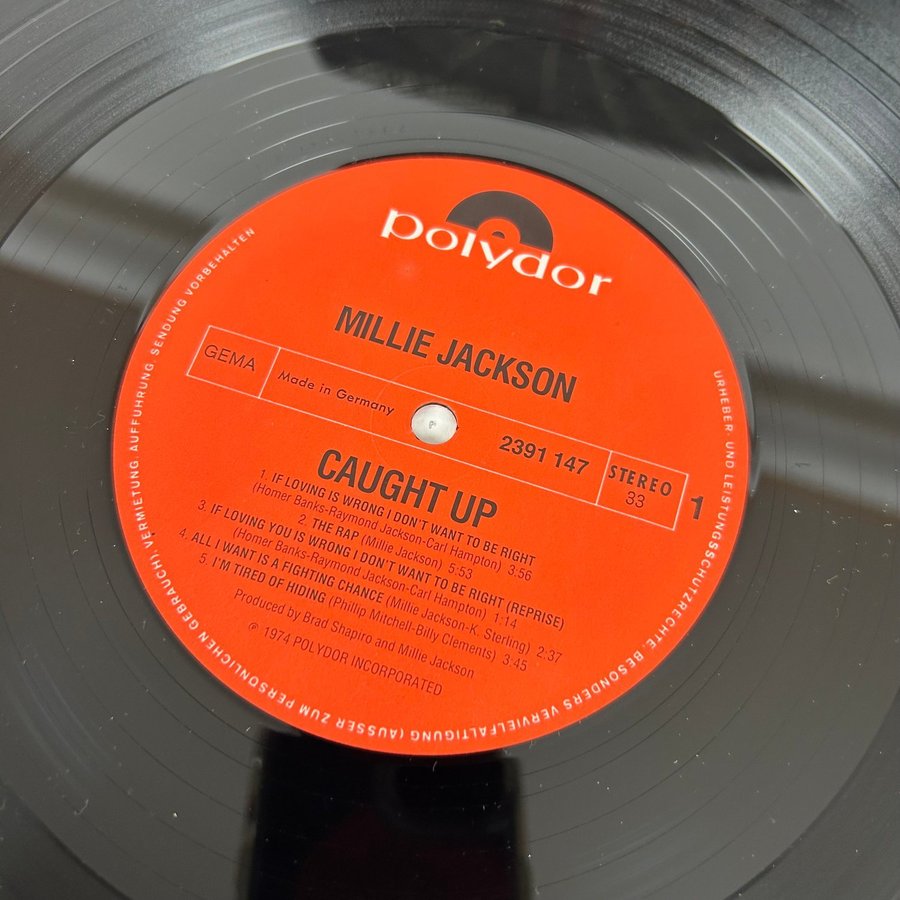 polydor
MILLIE JACKSON
GEMA
Made in Germany
2391 147
STEREO
33
1
CAUGHT UP
1. IF LOVING IS WRONG I DON'T WANT TO BE RIGHT
(Homer Banks-Raymond Jackson-Carl Hampton) 3:56
2. THE RAP (Millie Jackson) 5:53
3. IF LOVING YOU IS WRONG I DON'T WANT TO BE RIGHT (REPRISE)
(Homer Banks-Raymond Jackson-Carl Hampton) 1:14
4. ALL I WANT IS A FIGHTING CHANCE (Millie Jackson-K. Sterling) 2:37
5. I'M TIRED OF HIDING (Phillip Mitchell-Billy Clements) 3:45
Produced by Brad Shapiro and Millie Jackson
℗ 1974 POLYDOR INCORPORATED
URHEBER UND LEISTUNGSSCHUTZRECHTE BESONDERS VERVIELFALTIGUNG (AUSSER ZUM PERSONLICHEN GEBRAUCH), VERMIETUNG. AUFFUHRUNG. SENDUNG VORBEHALTEN